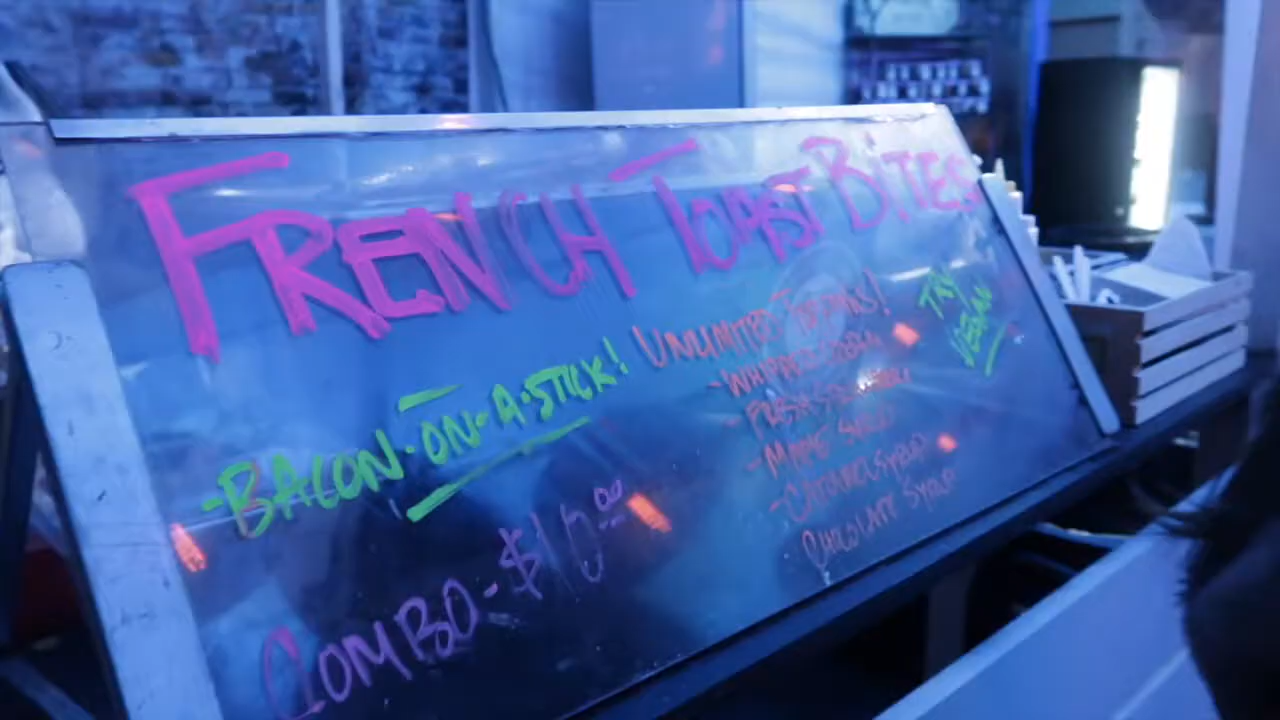 FRENCH TOAST BiTES
-BACON-ON-A-STICK!
COMBO-$10.00
UNLIMITED TOPPINGS!
-WHIPPED CREAM
-FRESH
-MAPLE SYRUP
-CARAMEL SYRUP
CHOCOLATE SYRUP
TRY
VEGAN